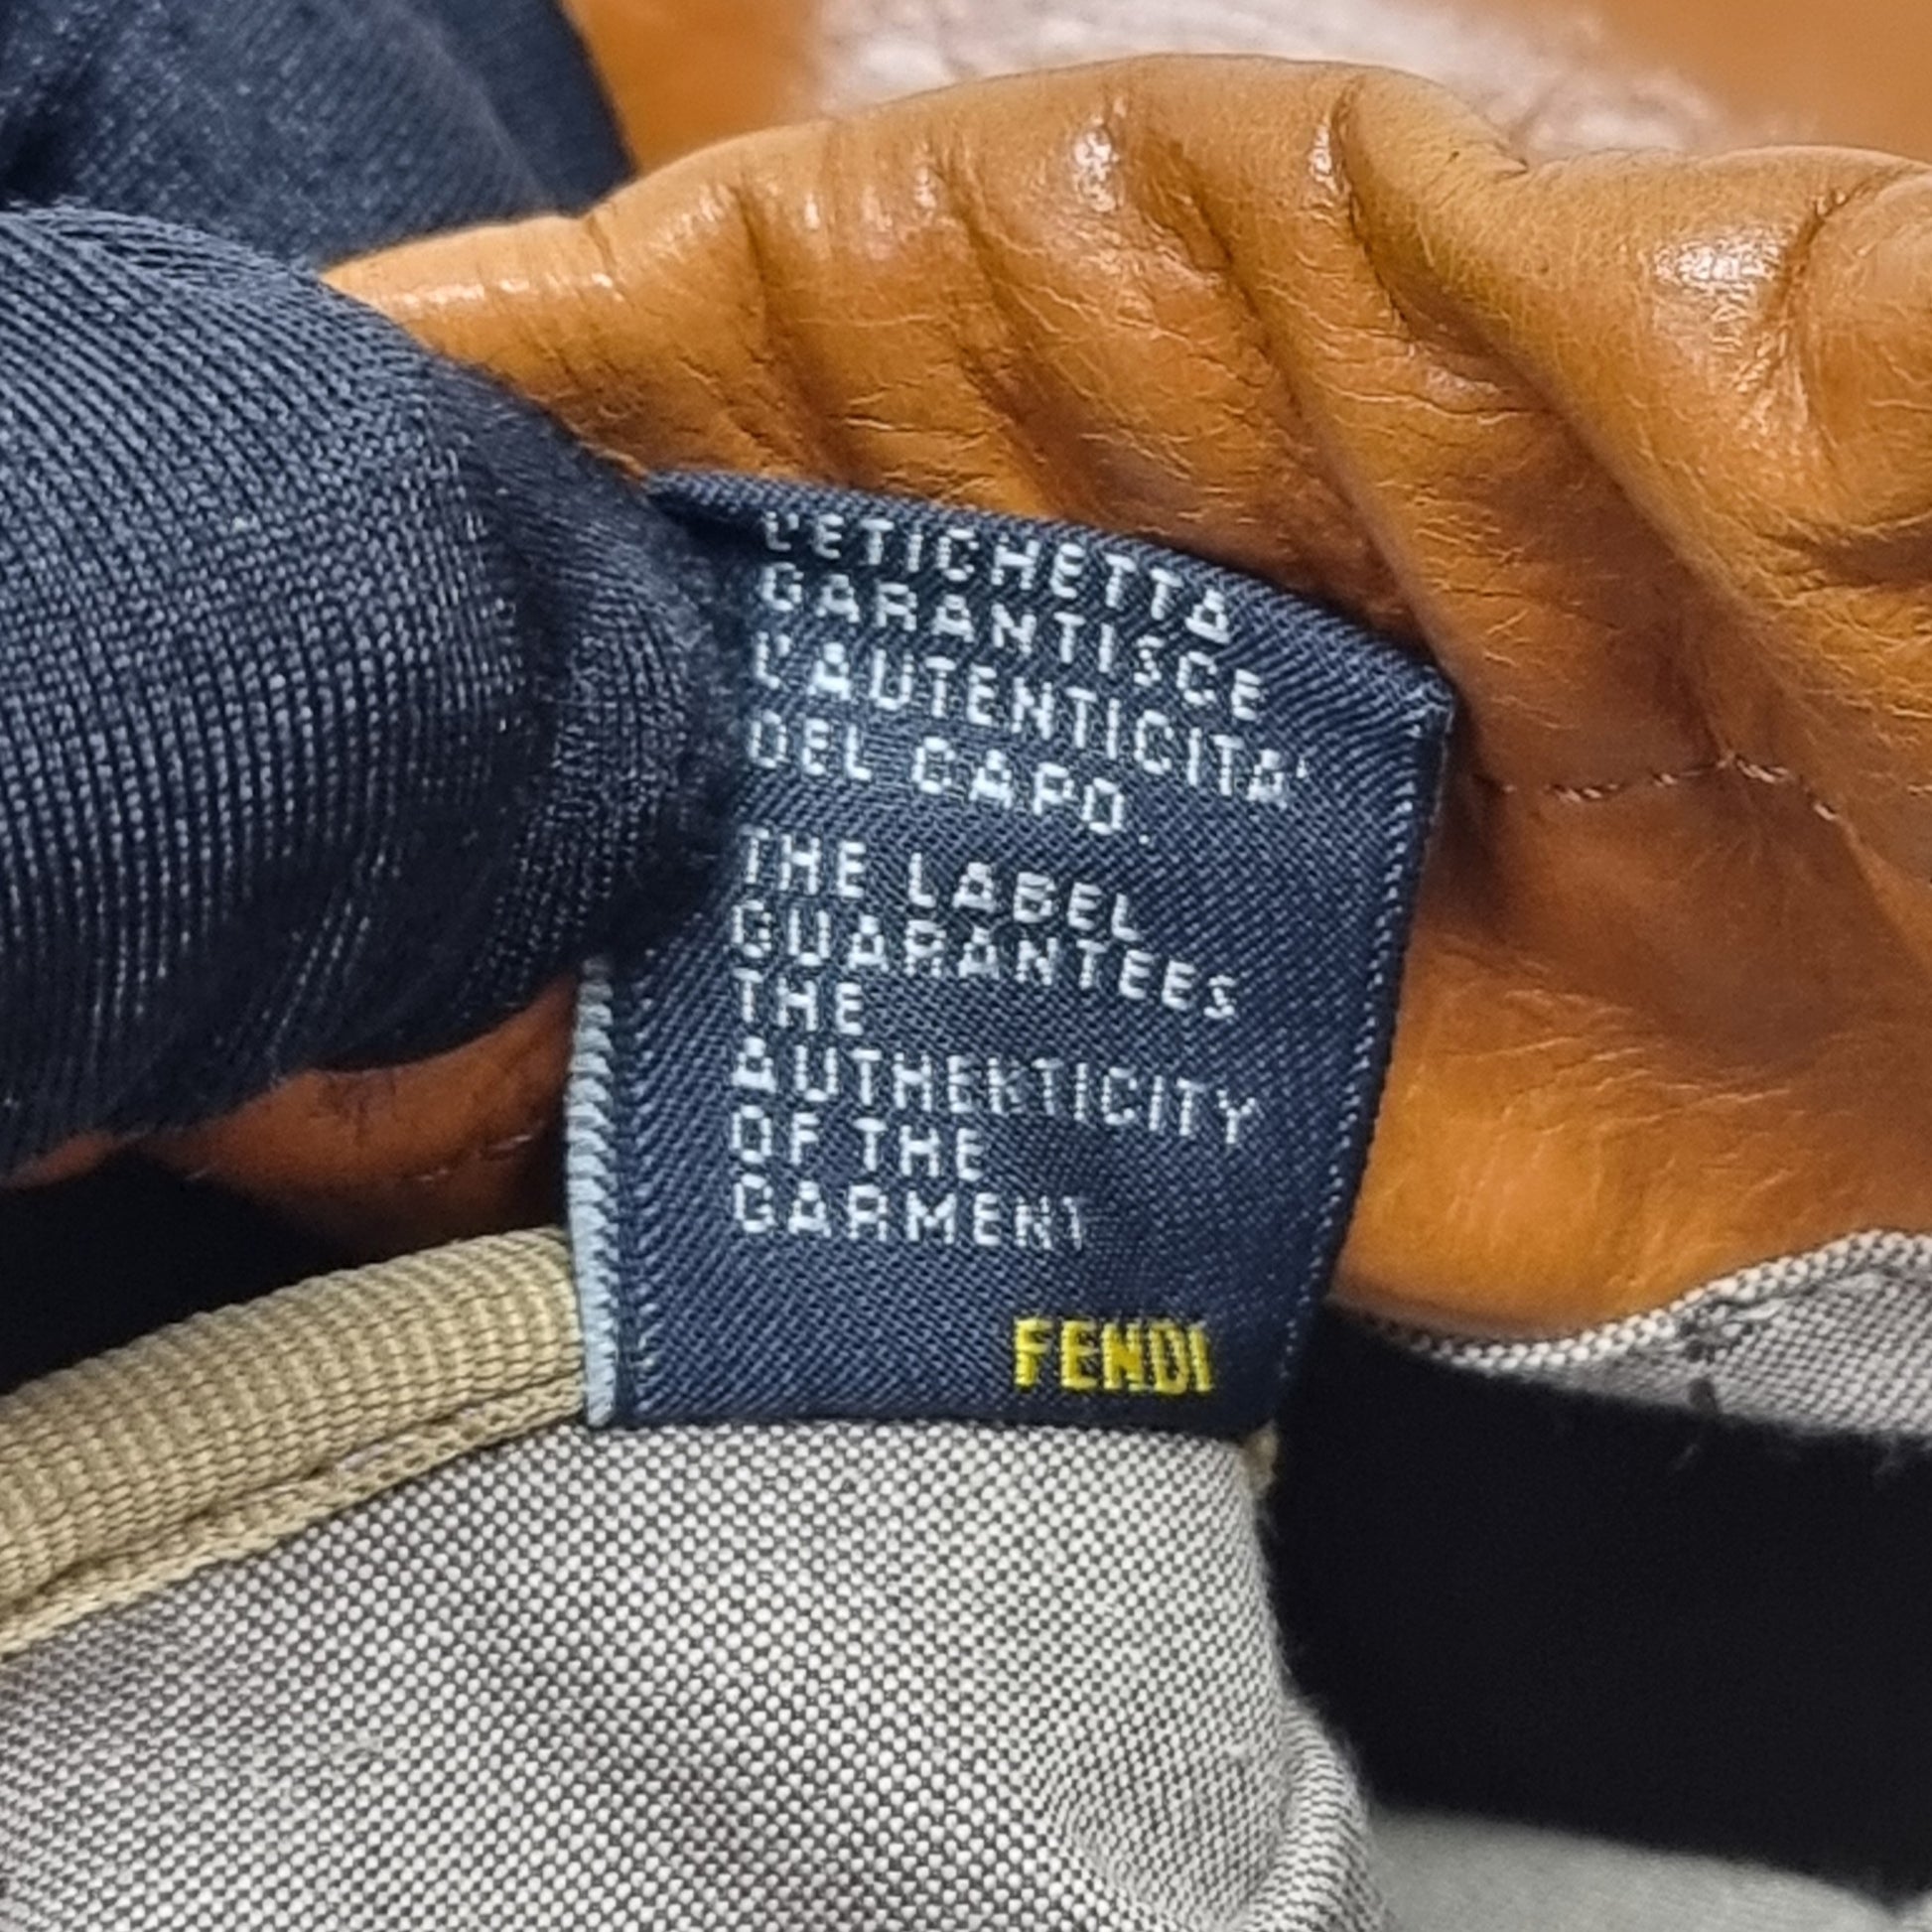 L'ETICHETTA
GARANTISCE
L'AUTENTICITA'
DEL CAPO.
THE LABEL
GUARANTEES
THE
AUTHENTICITY
OF THE
GARMENT
FENDI